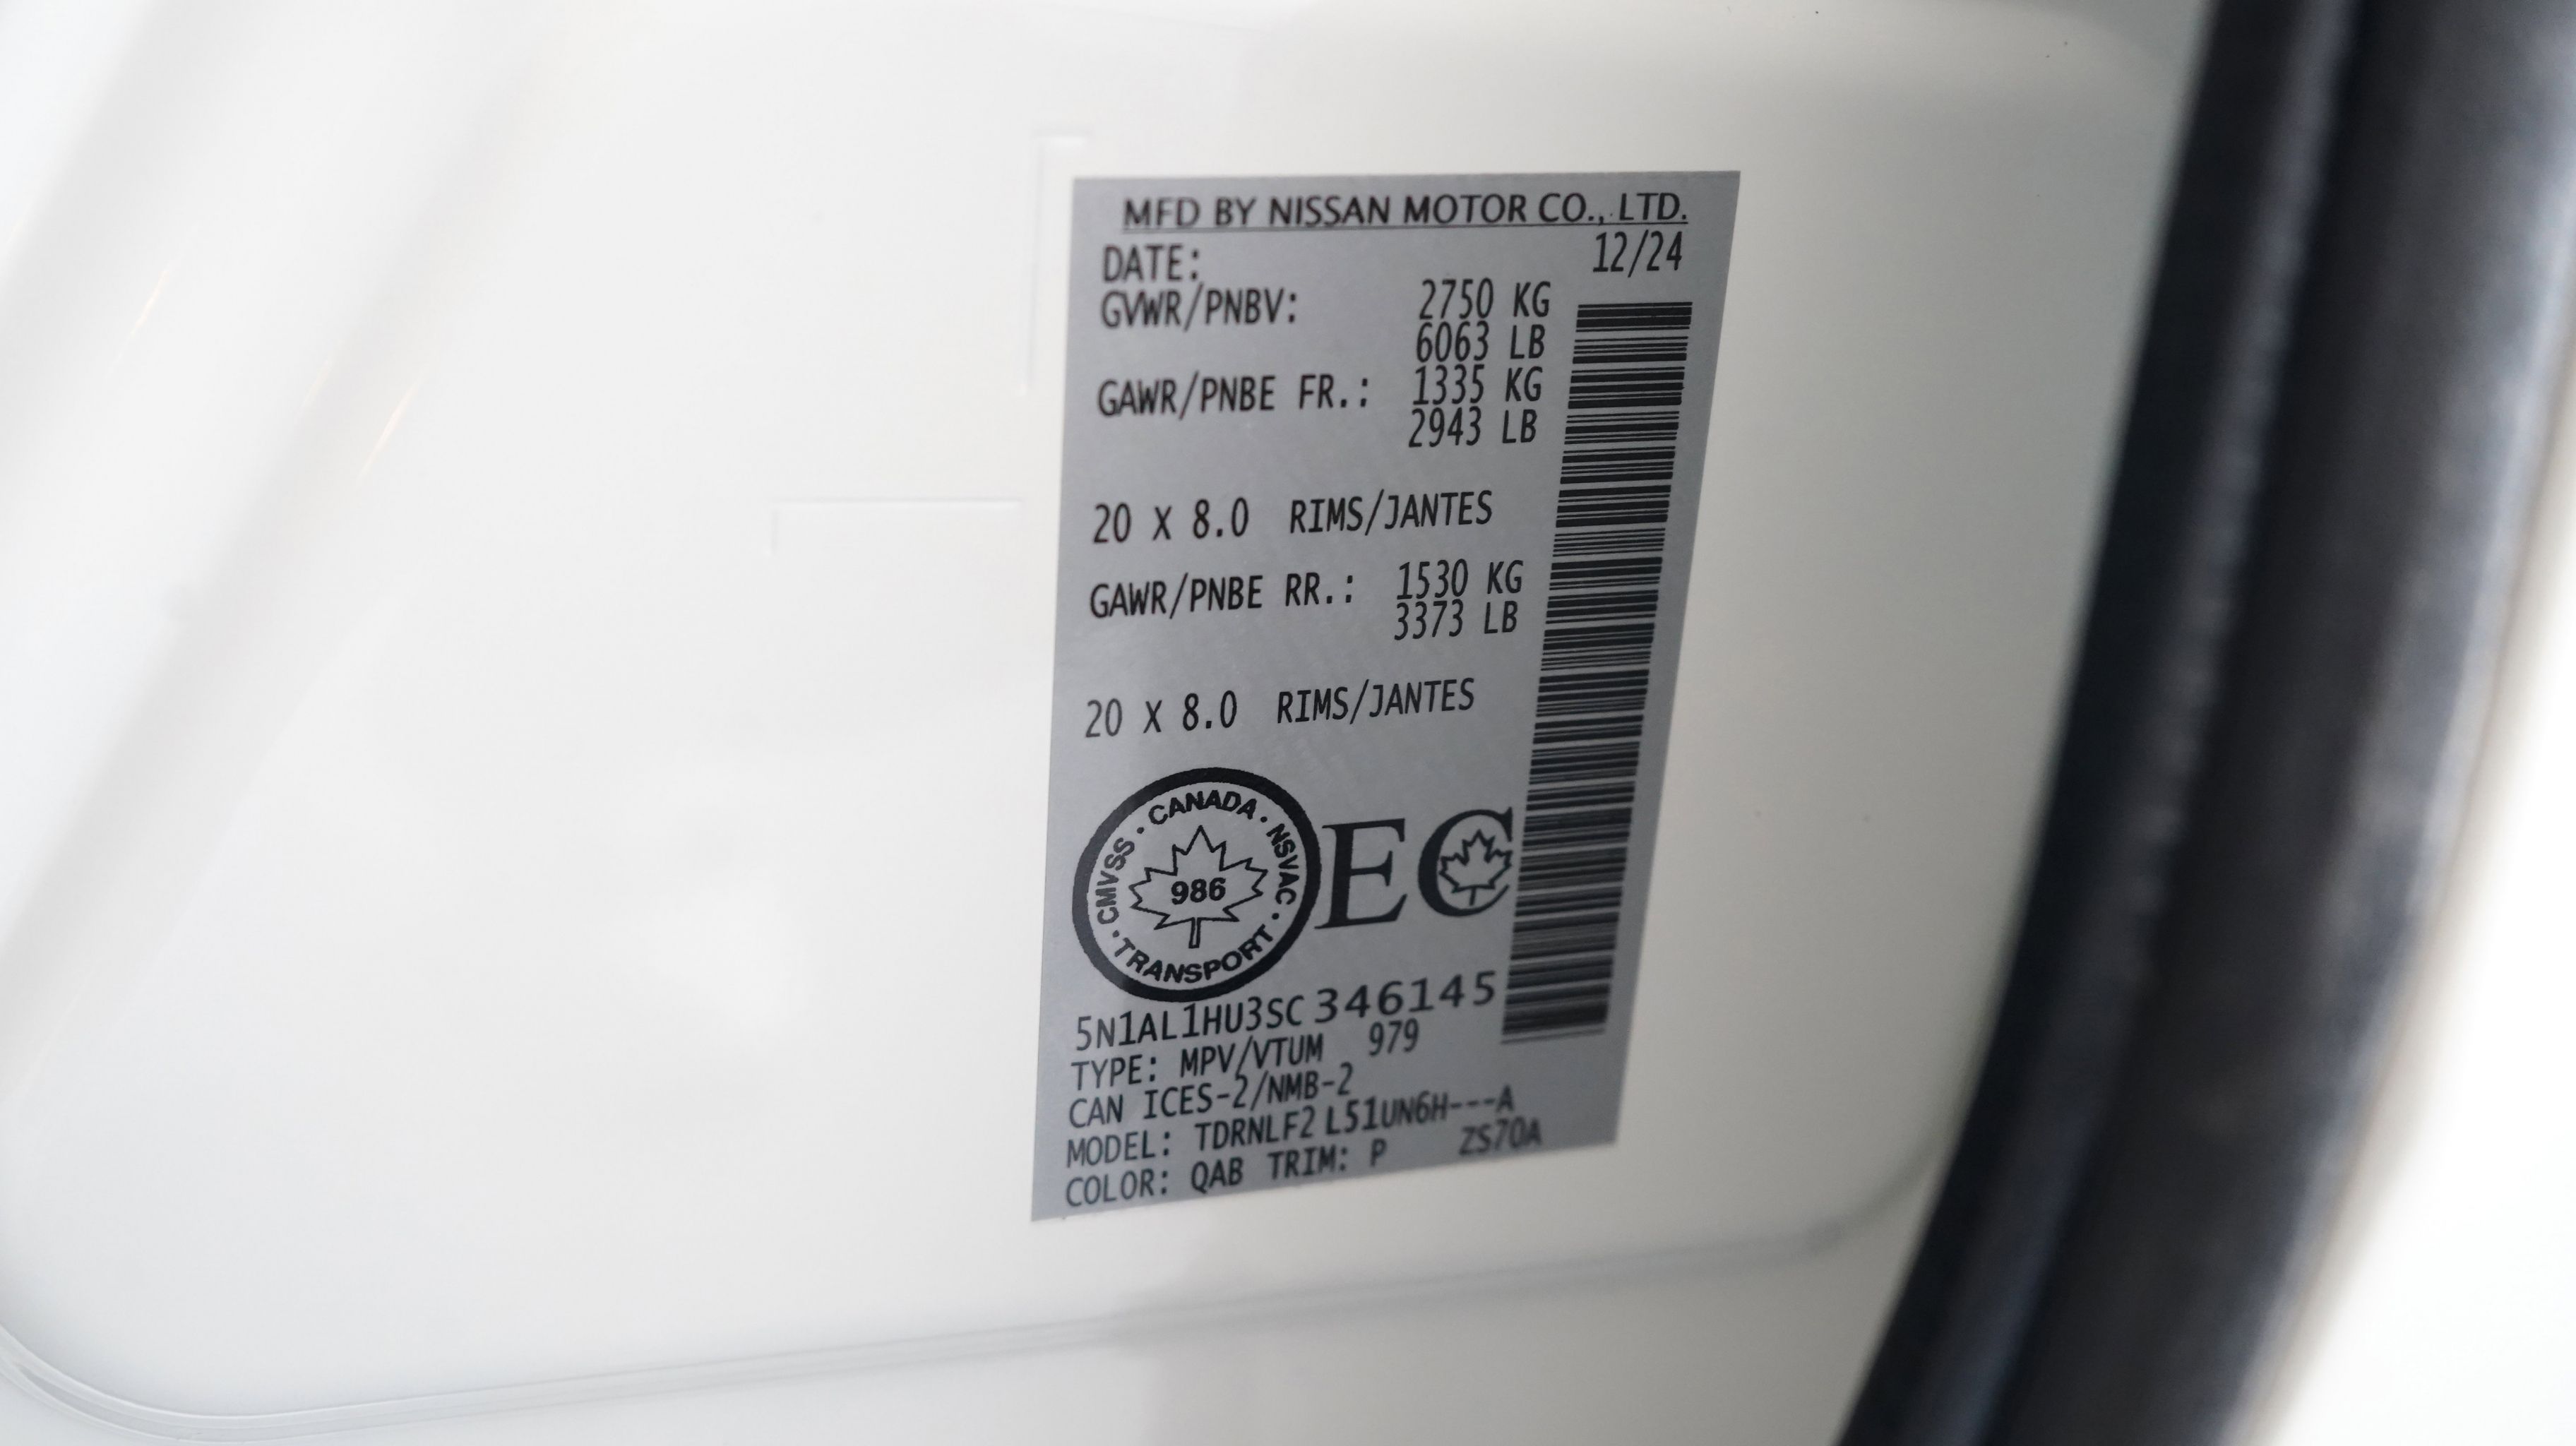 MFD BY NISSAN MOTOR CO., LTD.
DATE: 12/24
GVWR/PNBV: 2750 KG
6063 LB
GAWR/PNBE FR.: 1335 KG
2943 LB
20 X 8.0 RIMS/JANTES
GAWR/PNBE RR.: 1530 KG
3373 LB
20 X 8.0 RIMS/JANTES
CANADA · NSVAC · TRANSPORT · CMVSS ·
986
EC
5N1AL1HU3SC346145
TYPE: MPV/VTUM 979
CAN ICES-2/NMB-2
MODEL: TDRNLF2 L51UN6H---A
COLOR: QAB TRIM: P ZS70A